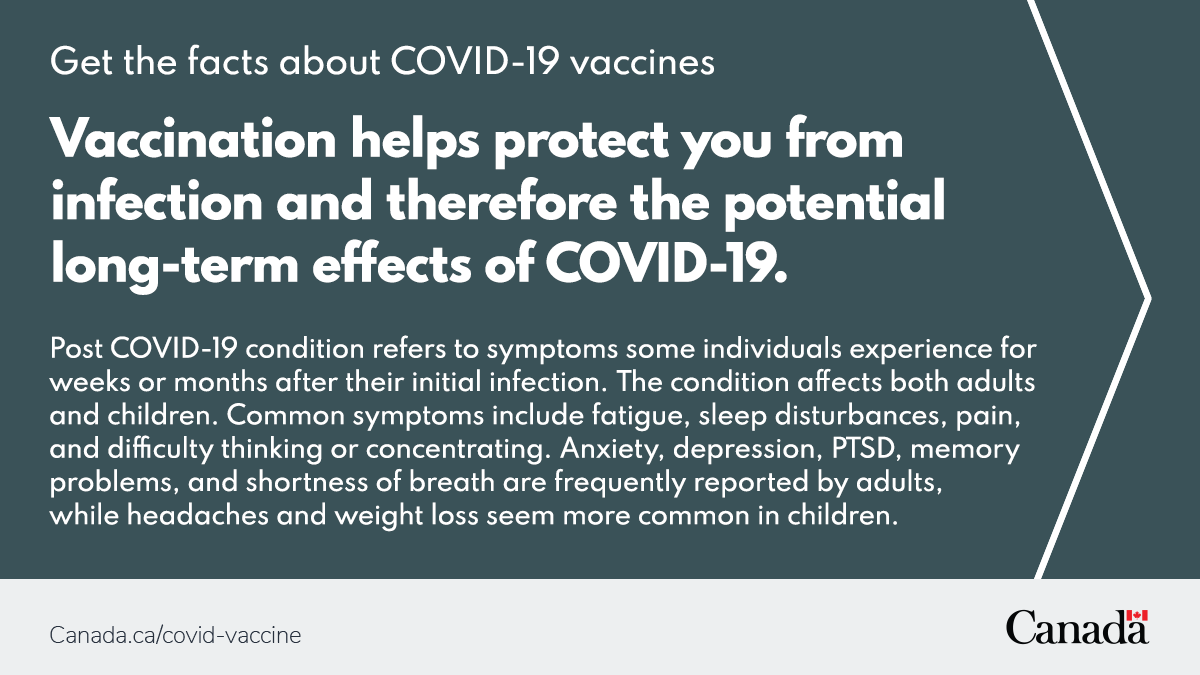 Get the facts about COVID-19 vaccines
Vaccination helps protect you from
infection and therefore the potential
long-term effects of COVID-19.
Post COVID-19 condition refers to symptoms some individuals experience for
weeks or months after their initial infection. The condition affects both adults
and children. Common symptoms include fatigue, sleep disturbances, pain,
and difficulty thinking or concentrating. Anxiety, depression, PTSD, memory
problems, and shortness of breath are frequently reported by adults,
while headaches and weight loss seem more common in children.
Canada.ca/covid-vaccine
Canada